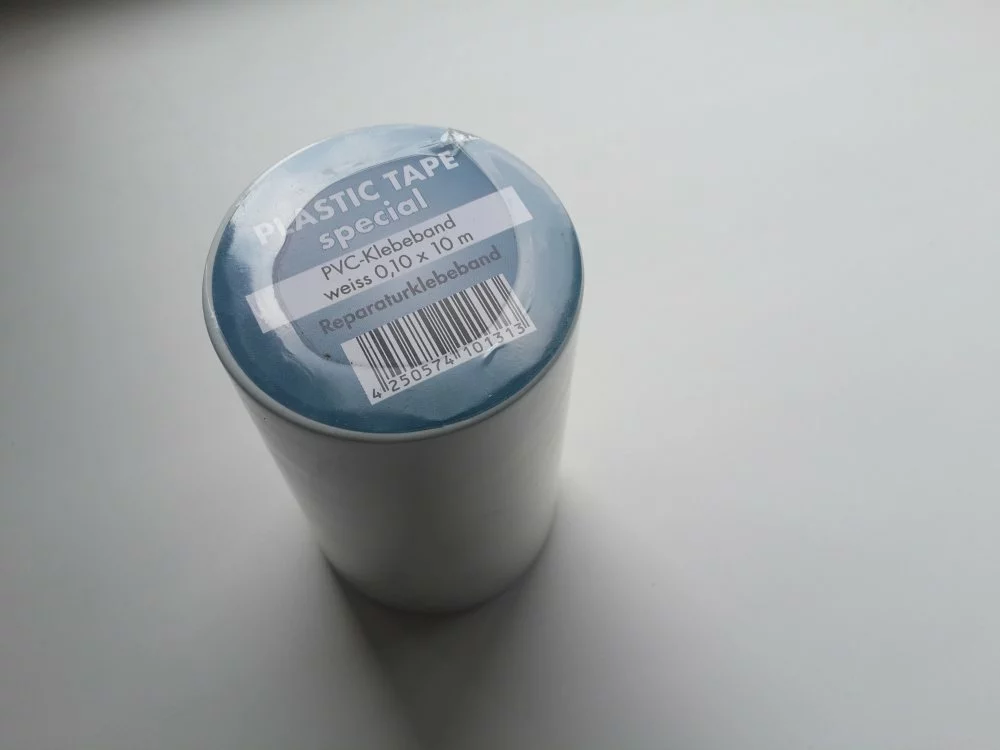 PLASTIC TAPE
special
PVC-Klebeband
weiss 0,10 x 10 m
Reparaturklebeband
4 250574 101313